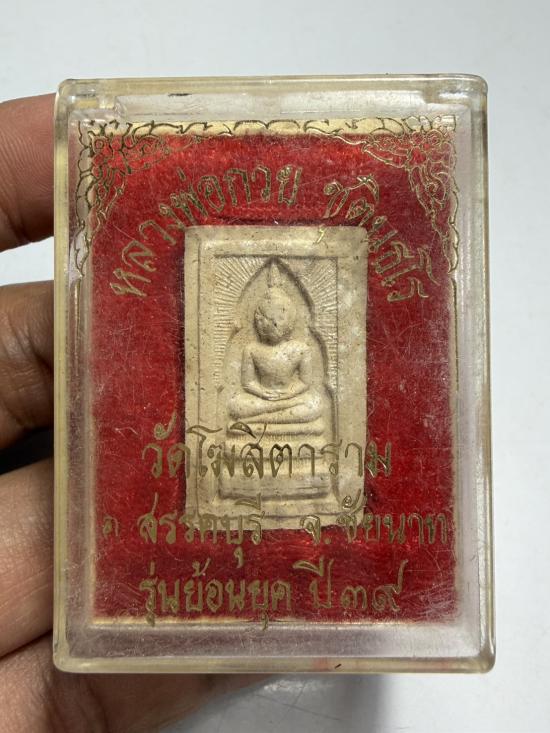 หลวงพ่อกวย ชุตินฺธโร
วัดโฆสิตาราม
อ สรรคบุรี จ.ชัยนาท
รุ่นย้อนยุค ปี๓๙